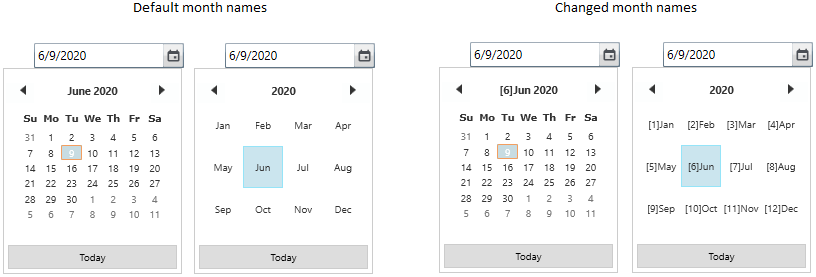 Default month names
Changed month names
6/9/2020
6/9/2020
6/9/2020
6/9/2020
June 2020
2020
[6]Jun 2020
2020
Su Mo Tu We Th Fr Sa
31 1 2 3 4 5 6
7 8 9 10 11 12 13
14 15 16 17 18 19 20
21 22 23 24 25 26 27
28 29 30 1 2 3 4
5 6 7 8 9 10 11
Today
Jan Feb Mar Apr
May Jun Jul Aug
Sep Oct Nov Dec
Today
Su Mo Tu We Th Fr Sa
31 1 2 3 4 5 6
7 8 9 10 11 12 13
14 15 16 17 18 19 20
21 22 23 24 25 26 27
28 29 30 1 2 3 4
5 6 7 8 9 10 11
Today
[1]Jan [2]Feb [3]Mar [4]Apr
[5]May [6]Jun [7]Jul [8]Aug
[9]Sep [10]Oct [11]Nov [12]Dec
Today